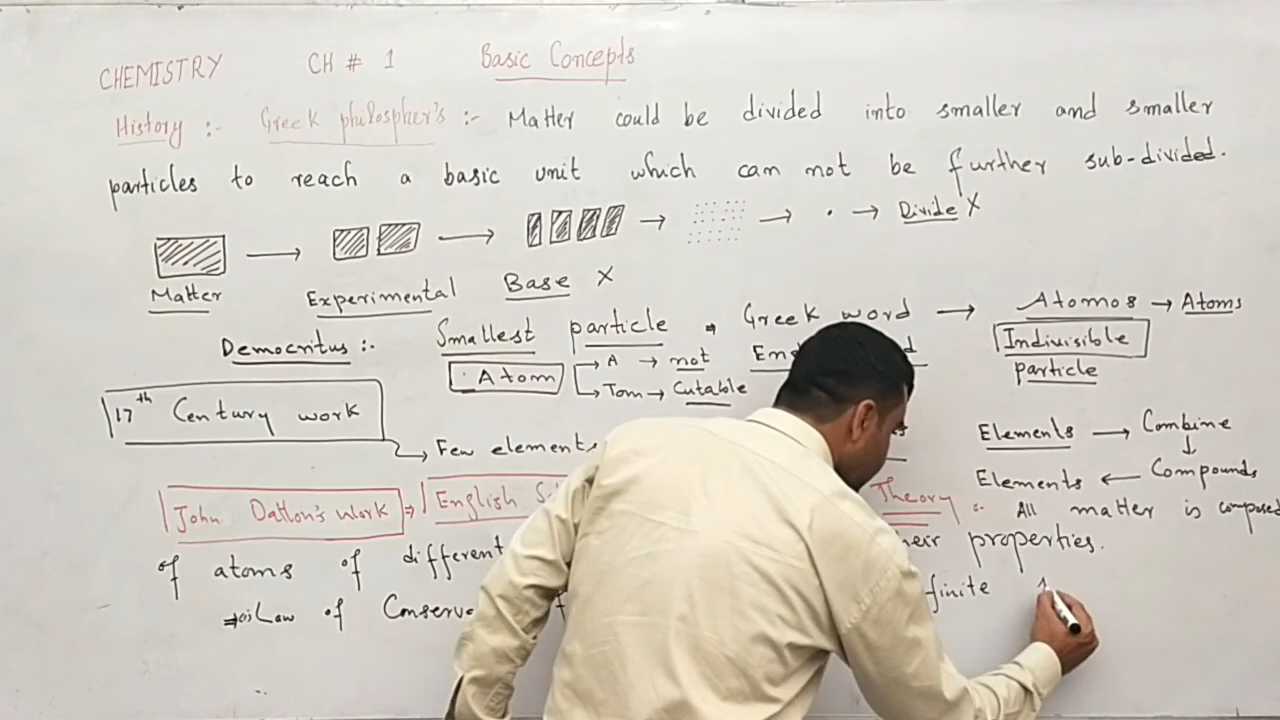 CHEMISTRY CH # 1 Basic Concepts
History :- Greek philospher's :- Matter could be divided into smaller and smaller
particles to reach a basic unit which can not be further sub-divided.
→ → → → → Divide X
Matter Experimental Base X
Democritus :- Smallest particle Greek word → Atomos → Atoms
Atom A → not Indivisible
Tom → Cutable particle
17th Century work
Few elements Elements → Combine
Elements ← Compounds
John Dalton's work ⇒ English Theory :- All matter is composed
of atoms of different their properties.
⇒(i) Law of